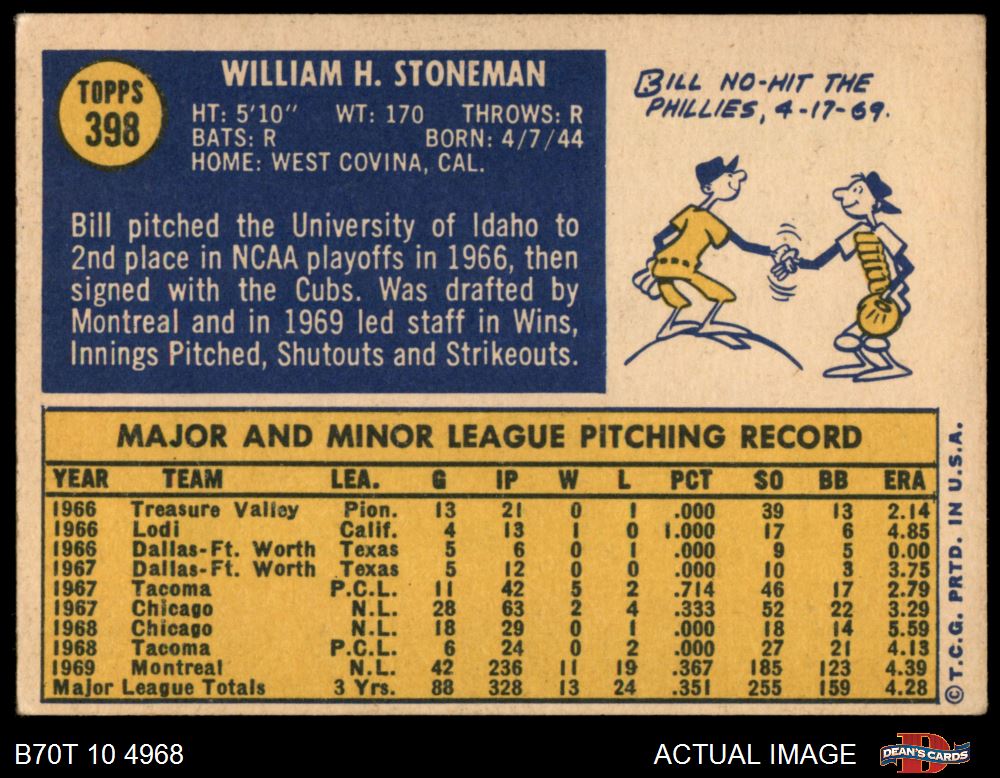 TOPPS
398
WILLIAM H. STONEMAN
HT: 5'10" WT: 170 THROWS: R
BATS: R BORN: 4/7/44
HOME: WEST COVINA, CAL.
Bill pitched the University of Idaho to
2nd place in NCAA playoffs in 1966, then
signed with the Cubs. Was drafted by
Montreal and in 1969 led staff in Wins,
Innings Pitched, Shutouts and Strikeouts.
BILL NO-HIT THE
PHILLIES, 4-17-69.
MAJOR AND MINOR LEAGUE PITCHING RECORD
YEAR TEAM LEA. G IP W L PCT SO BB ERA
1966 Treasure Valley Pion. 13 21 0 1 .000 39 13 2.14
1966 Lodi Calif. 4 13 1 0 1.000 17 6 4.85
1966 Dallas-Ft. Worth Texas 5 6 0 1 .000 9 5 0.00
1967 Dallas-Ft. Worth Texas 5 12 0 0 .000 10 3 3.75
1967 Tacoma P.C.L. 11 42 5 2 .714 46 17 2.79
1967 Chicago N.L. 28 63 2 4 .333 52 22 3.29
1968 Chicago N.L. 18 29 0 1 .000 18 14 5.59
1968 Tacoma P.C.L. 6 24 0 2 .000 27 21 4.13
1969 Montreal N.L. 42 236 11 19 .367 185 123 4.39
Major League Totals 3 Yrs. 88 328 13 24 .351 255 159 4.28
© T.C.G. PRTD. IN U.S.A.
B70T 10 4968
ACTUAL IMAGE
DEAN'S CARDS